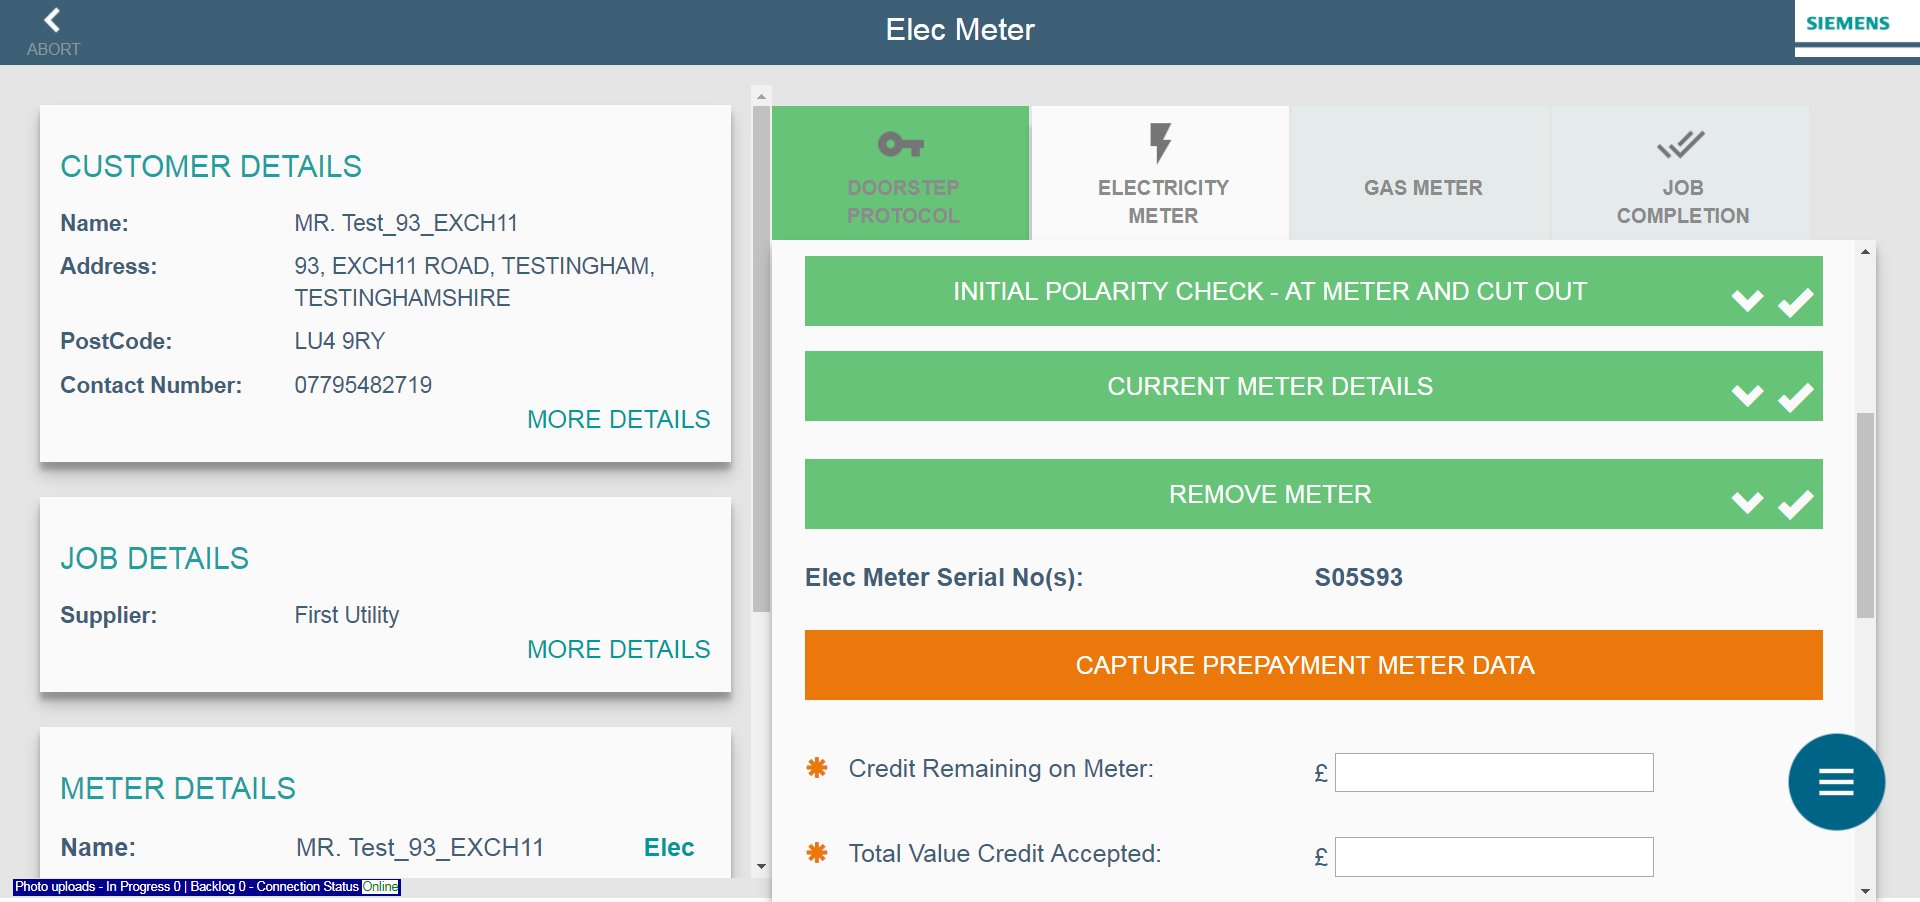 ABORT
Elec Meter
SIEMENS
CUSTOMER DETAILS
Name: MR. Test_93_EXCH11
Address: 93, EXCH11 ROAD, TESTINGHAM,
TESTINGHAMSHIRE
PostCode: LU4 9RY
Contact Number: 07795482719
MORE DETAILS
JOB DETAILS
Supplier: First Utility
MORE DETAILS
METER DETAILS
Name: MR. Test_93_EXCH11 Elec
Photo uploads - In Progress 0 | Backlog 0 - Connection Status Online
DOORSTEP
PROTOCOL
ELECTRICITY
METER
GAS METER
JOB
COMPLETION
INITIAL POLARITY CHECK - AT METER AND CUT OUT
CURRENT METER DETAILS
REMOVE METER
Elec Meter Serial No(s): S05S93
CAPTURE PREPAYMENT METER DATA
✱ Credit Remaining on Meter: £
✱ Total Value Credit Accepted: £